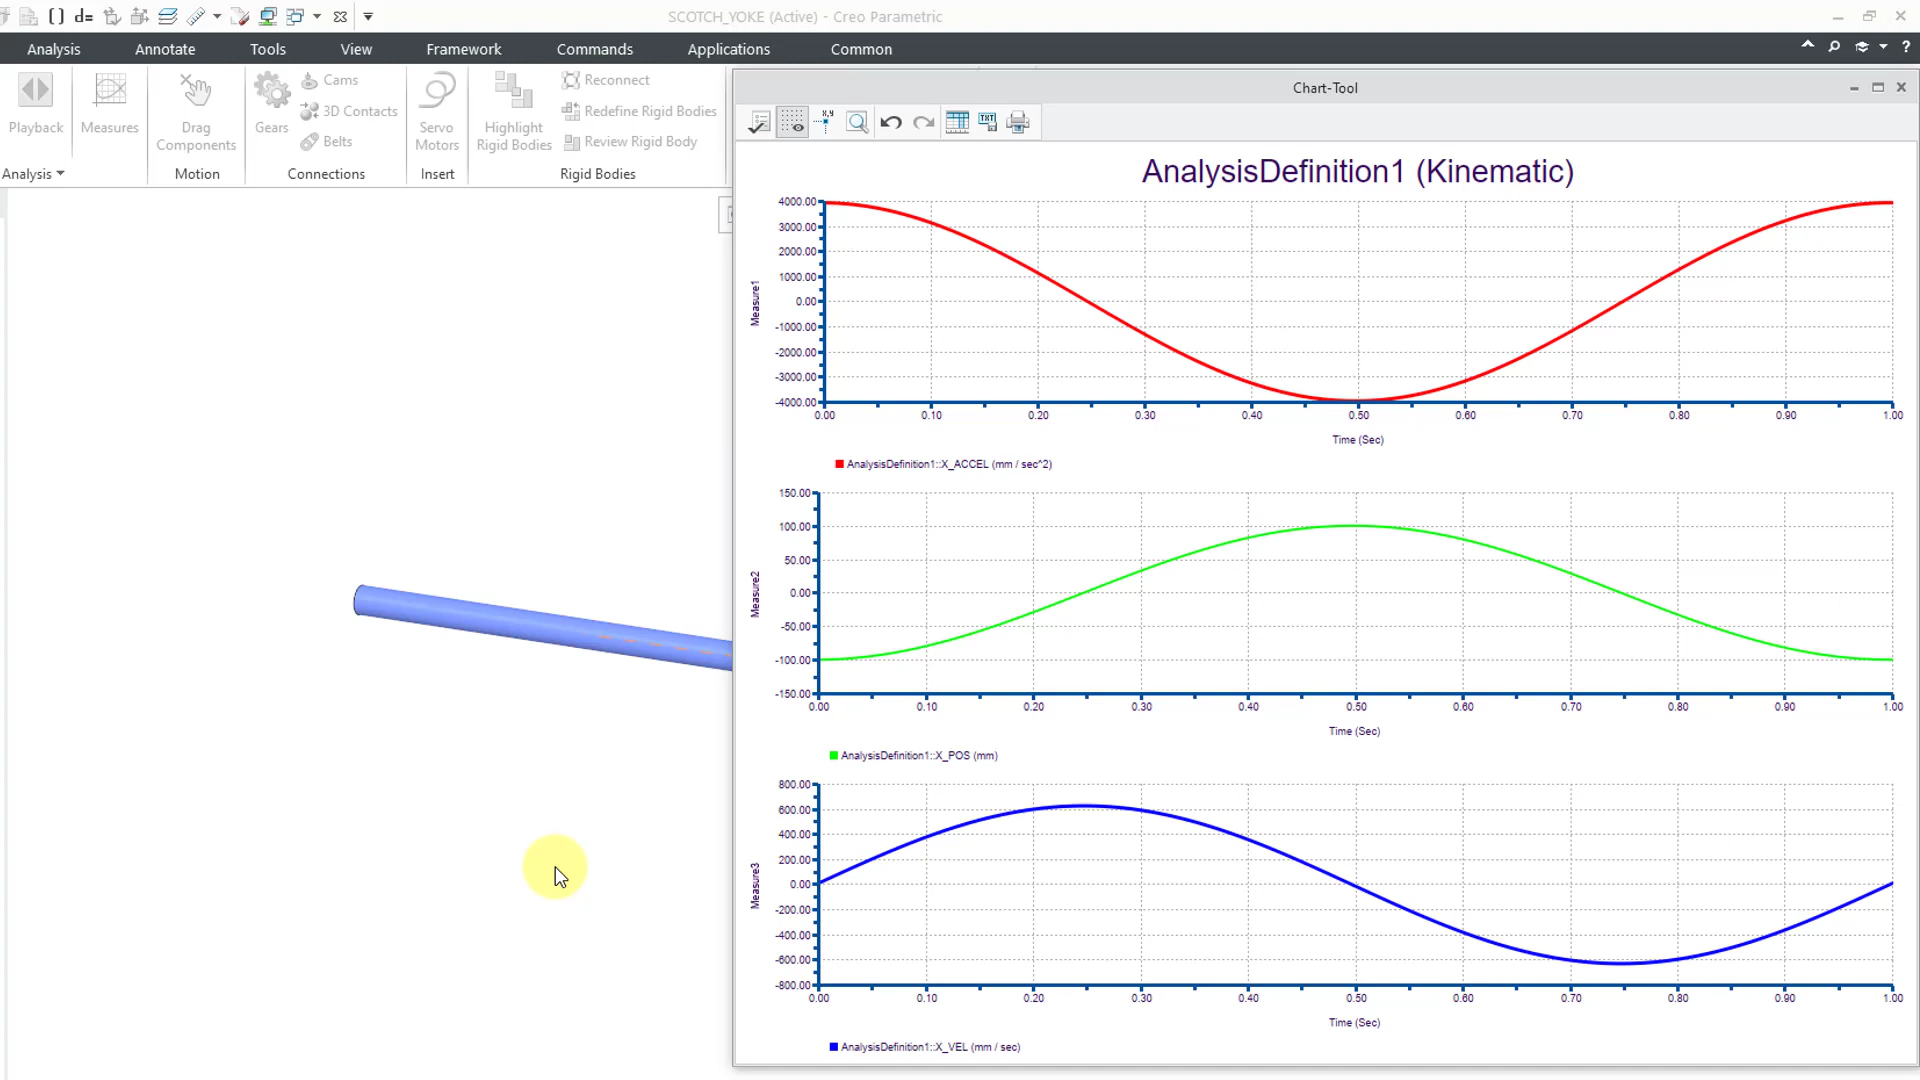 d=
SCOTCH_YOKE (Active) - Creo Parametric
Analysis Annotate Tools View Framework Commands Applications Common
?
Playback
Measures
Drag
Components
Gears
Cams
3D Contacts
Belts
Servo
Motors
Highlight
Rigid Bodies
Reconnect
Redefine Rigid Bodies
Review Rigid Body
Analysis Motion Connections Insert Rigid Bodies
Chart-Tool
x,y
TXT
AnalysisDefinition1 (Kinematic)
4000.00
3000.00
2000.00
1000.00
0.00
-1000.00
-2000.00
-3000.00
-4000.00
Measure1
0.00 0.10 0.20 0.30 0.40 0.50 0.60 0.70 0.80 0.90 1.00
Time (Sec)
AnalysisDefinition1::X_ACCEL (mm / sec^2)
150.00
100.00
50.00
0.00
-50.00
-100.00
-150.00
Measure2
0.00 0.10 0.20 0.30 0.40 0.50 0.60 0.70 0.80 0.90 1.00
Time (Sec)
AnalysisDefinition1::X_POS (mm)
800.00
600.00
400.00
200.00
0.00
-200.00
-400.00
-600.00
-800.00
Measure3
0.00 0.10 0.20 0.30 0.40 0.50 0.60 0.70 0.80 0.90 1.00
Time (Sec)
AnalysisDefinition1::X_VEL (mm / sec)